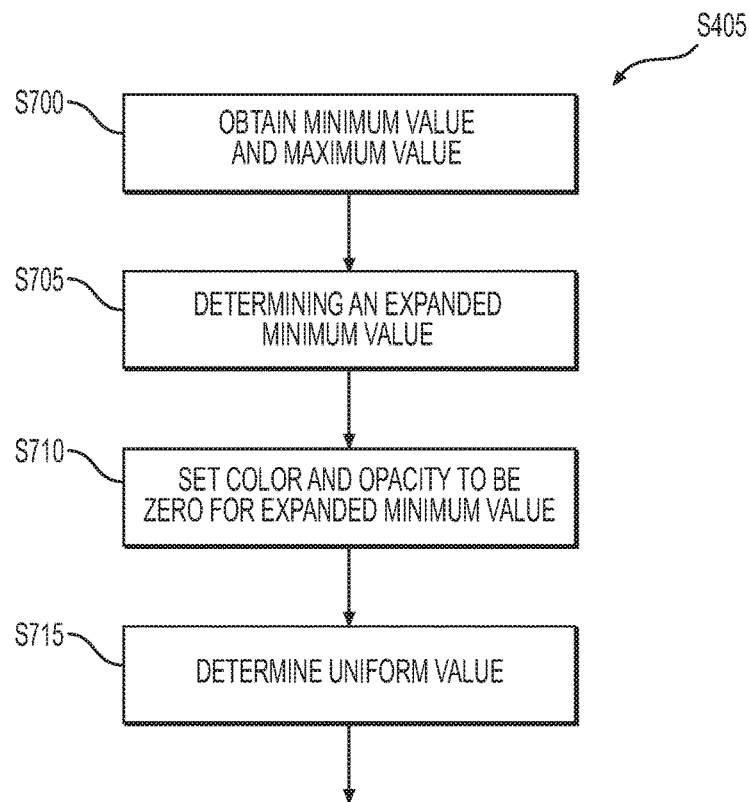 S405
S700
OBTAIN MINIMUM VALUE
AND MAXIMUM VALUE
S705
DETERMINING AN EXPANDED
MINIMUM VALUE
S710
SET COLOR AND OPACITY TO BE
ZERO FOR EXPANDED MINIMUM VALUE
S715
DETERMINE UNIFORM VALUE